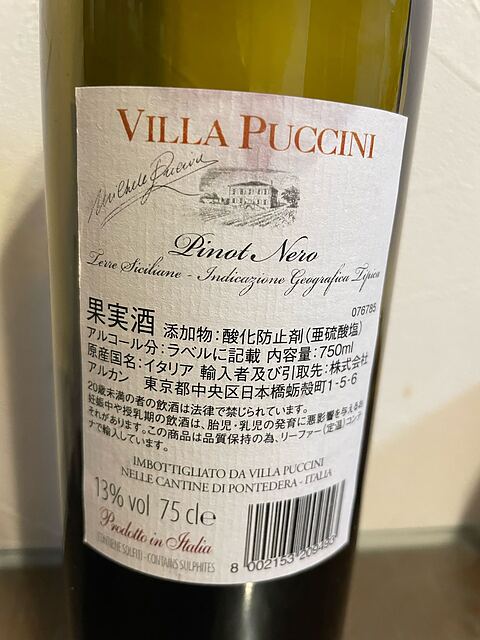 VILLA PUCCINI
Michele Puccini
Pinot Nero
Terre Siciliane - Indicazione Geografica Tipica
076785
果実酒 添加物:酸化防止剤(亜硫酸塩)
アルコール分:ラベルに記載 内容量:750ml
原産国名:イタリア 輸入者及び引取先:株式会社
アルカン 東京都中央区日本橋蛎殻町1-5-6
20歳未満の者の飲酒は法律で禁じられています。
妊娠中や授乳期の飲酒は、胎児・乳児の発育に悪影響を与えるお
それがあります。この商品は品質保持の為、リーファー(定温)コンテ
ナで輸入しています。
IMBOTTIGLIATO DA VILLA PUCCINI
NELLE CANTINE DI PONTEDERA - ITALIA
13% vol 75 cl e
Prodotto in Italia
CONTIENE SOLFITI - CONTAINS SULPHITES
8 002153 209493